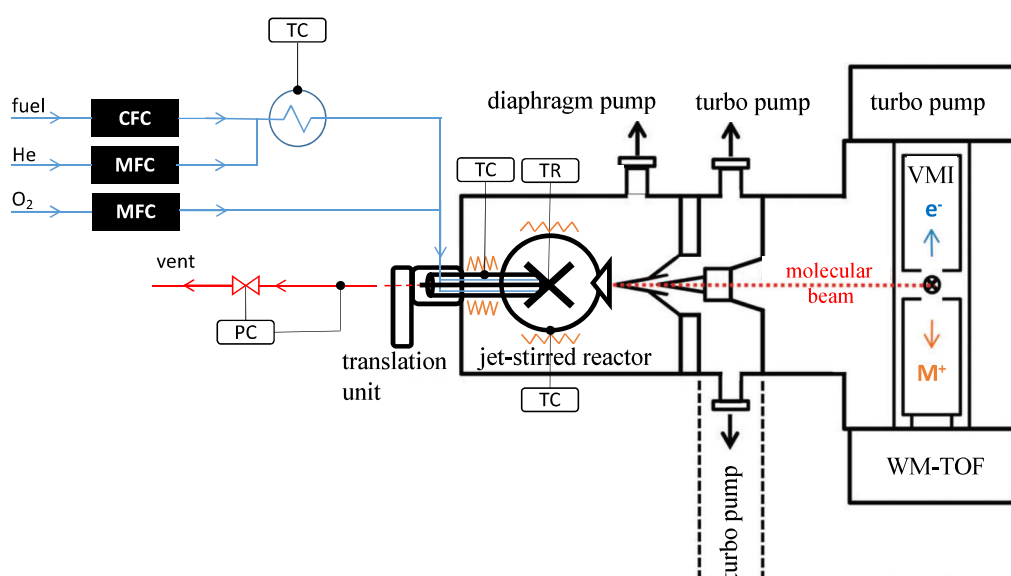 TC
fuel
CFC
He
MFC
O₂
MFC
diaphragm pump
turbo pump
turbo pump
TC
TR
VMI
e⁻
vent
molecular
beam
PC
translation
unit
jet-stirred reactor
M⁺
TC
turbo pump
WM-TOF